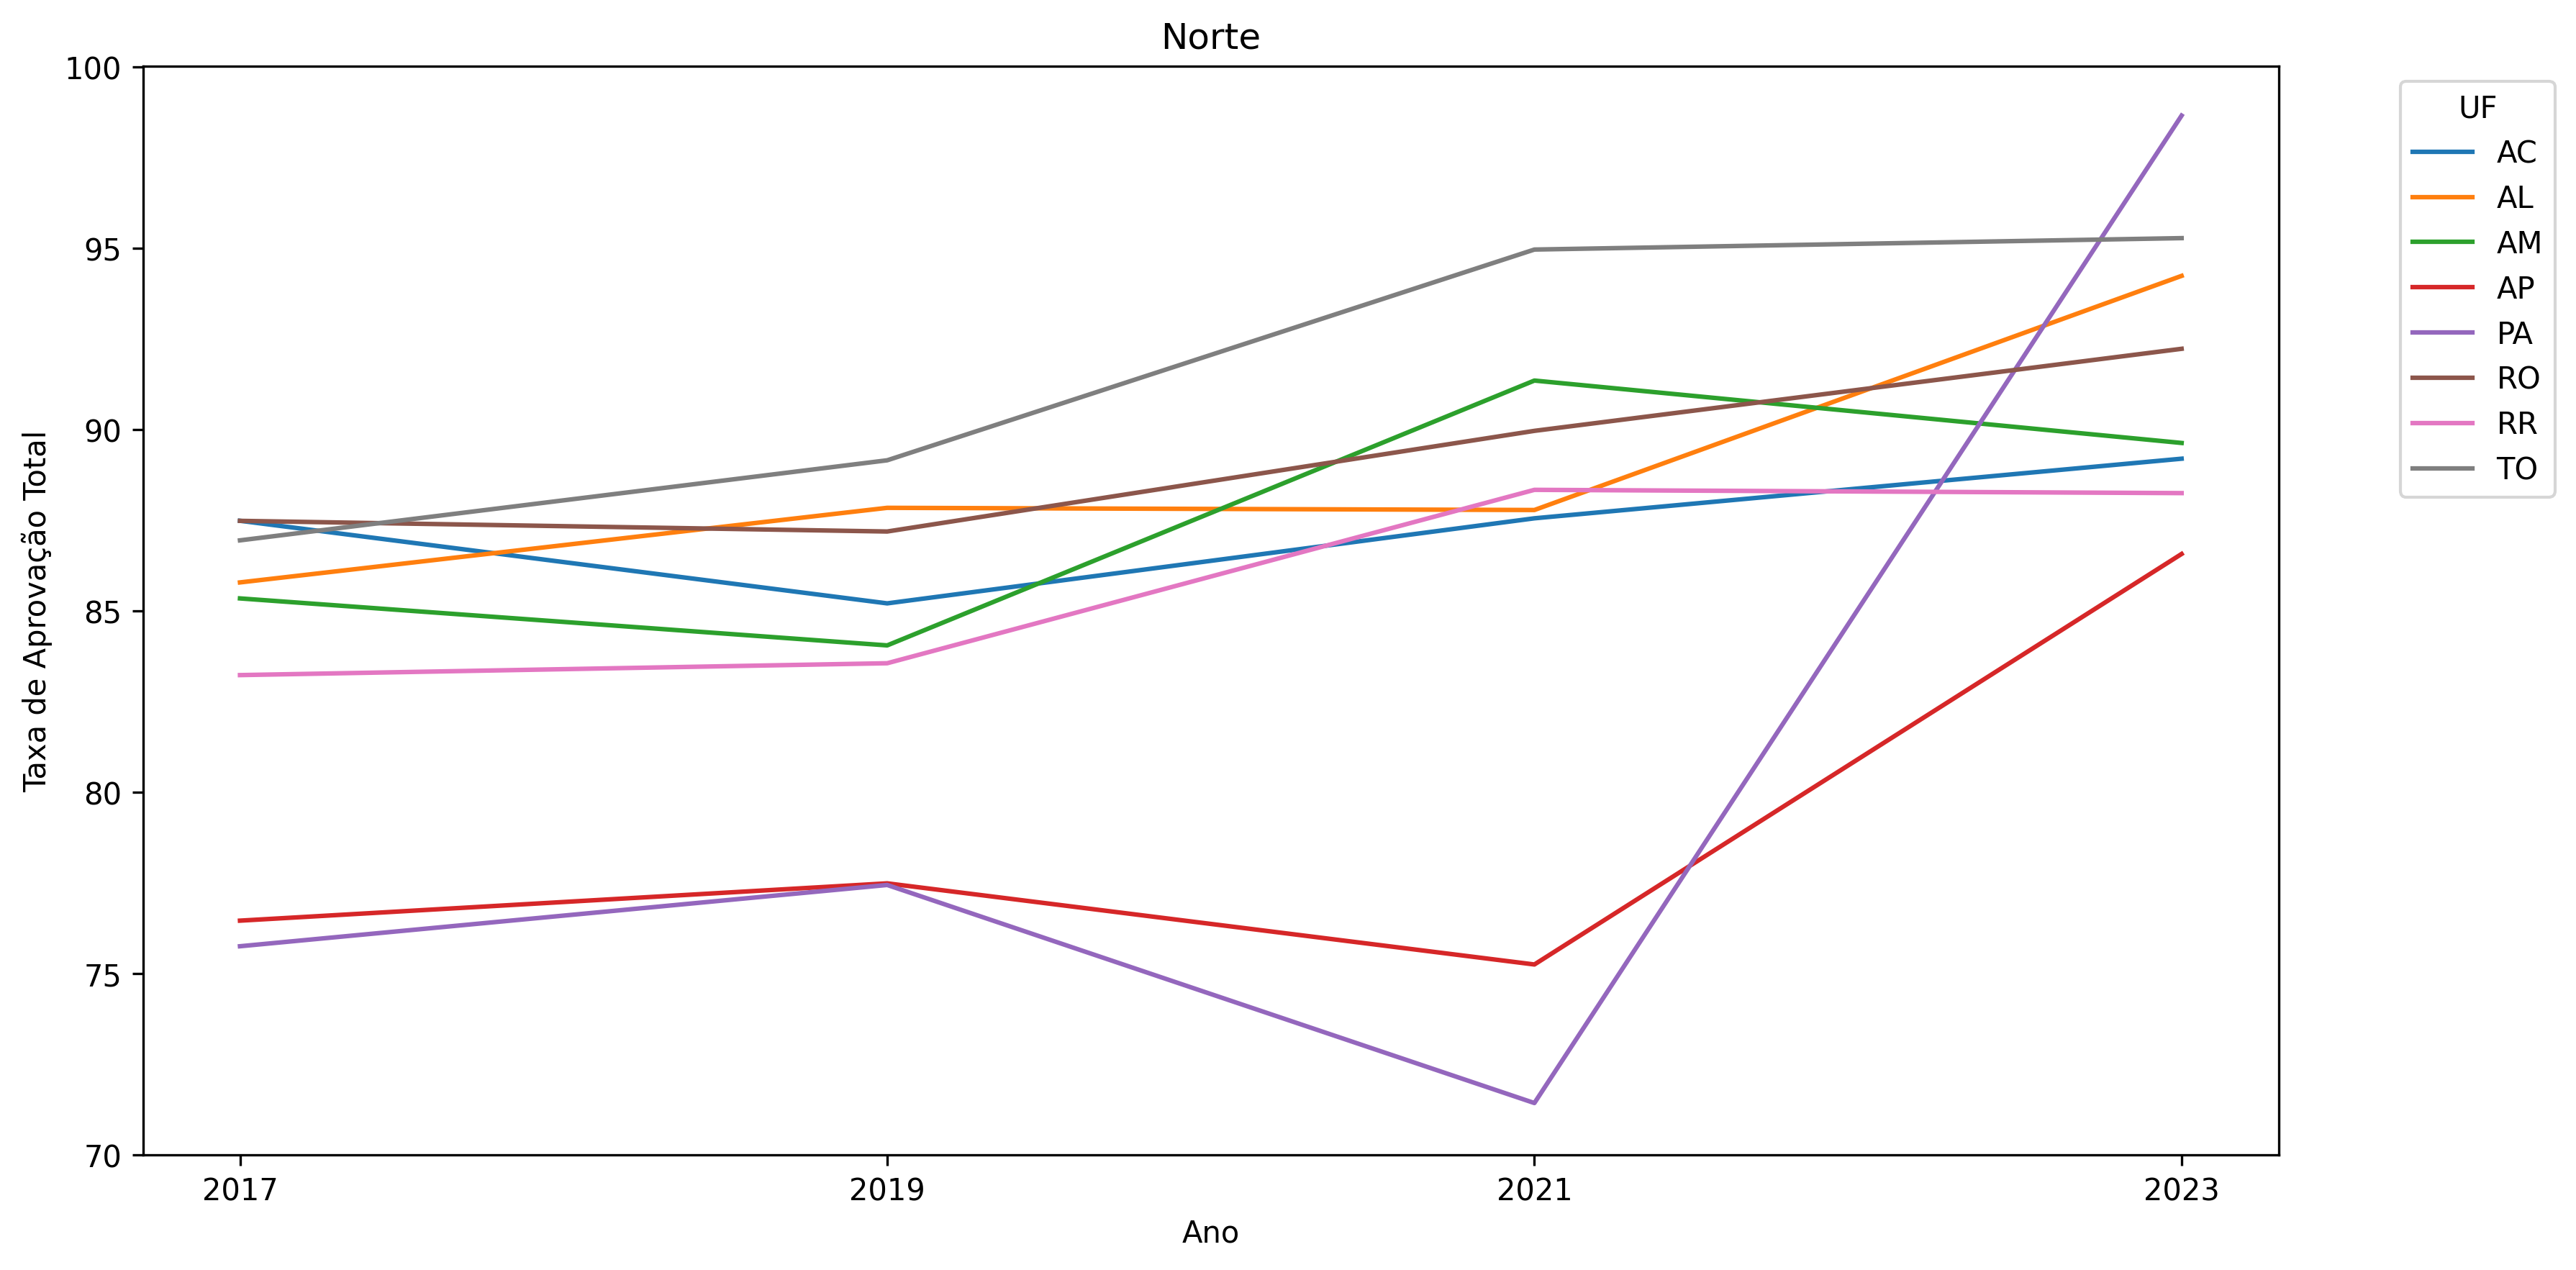 Norte
100
95
90
85
80
75
70
Taxa de Aprovação Total
2017 2019 2021 2023
Ano
UF
AC
AL
AM
AP
PA
RO
RR
TO